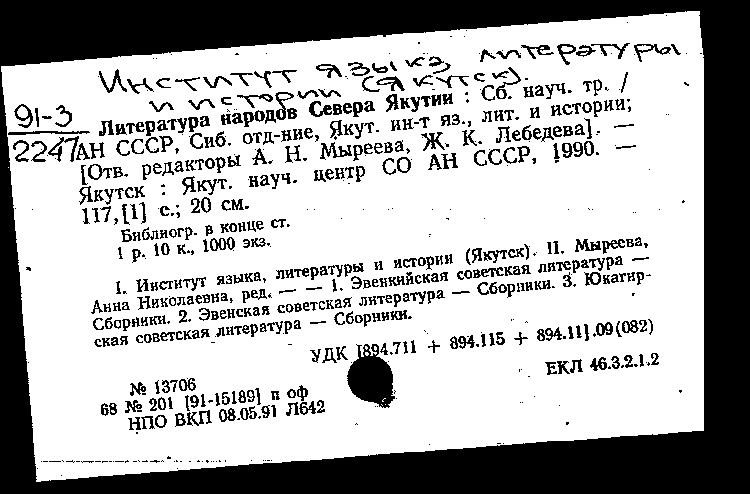 Институт языка, литературы
и истории (Якутск).
91-3
2247
Литература народов Севера Якутии : Сб. науч. тр. /
АН СССР, Сиб. отд-ние, Якут. ин-т яз., лит. и истории;
[Отв. редакторы А. Н. Мыреева, Ж. К. Лебедева]. —
Якутск : Якут. науч. центр СО АН СССР, 1990. —
117,[1] с.; 20 см.
Библиогр. в конце ст.
1 р. 10 к., 1000 экз.
I. Институт языка, литературы и истории (Якутск). II. Мыреева,
Анна Николаевна, ред. — — 1. Эвенкийская советская литература —
Сборники. 2. Эвенская советская литература — Сборники. 3. Юкагир-
ская советская литература — Сборники.
УДК [894.711 + 894.115 + 894.11].09(082)
ЕКЛ 46.3.2.1.2
№ 13706
68 № 201 [91-15189] п оф
НПО ВКП 08.05.91 Л642